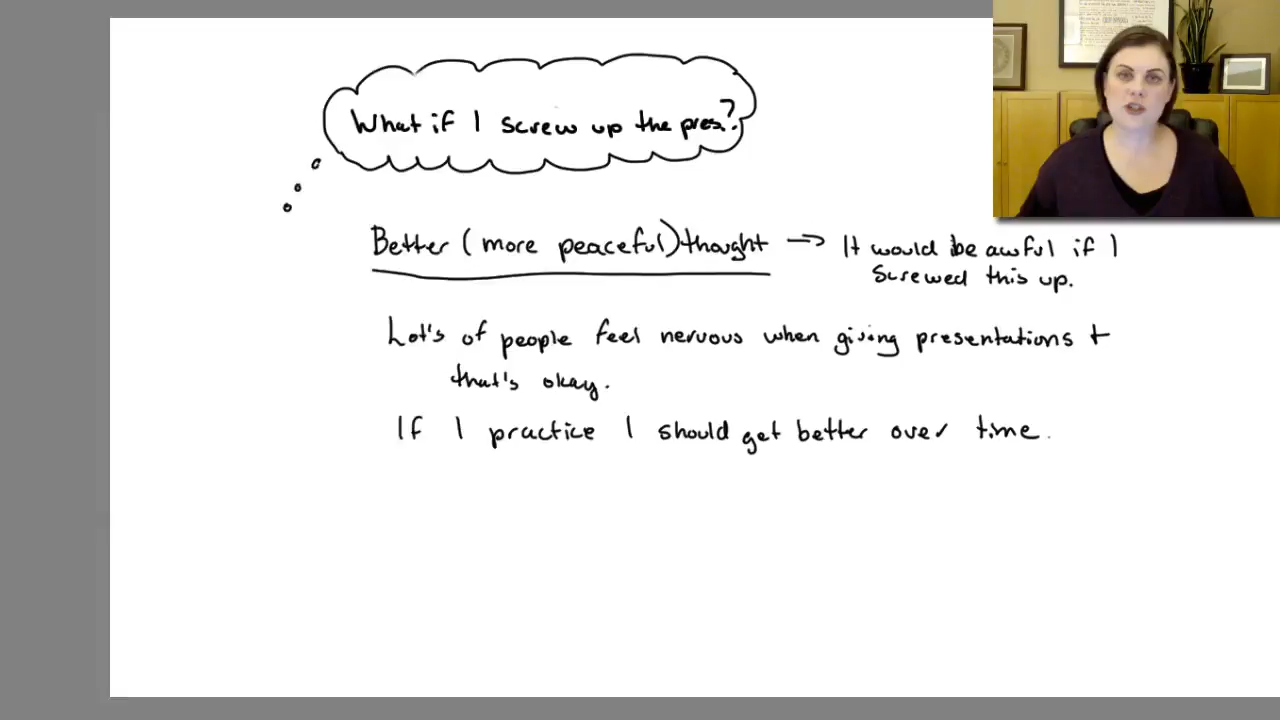 What if I screw up the pres.?
Better (more peaceful) thought → It would be awful if I
screwed this up.
Lot's of people feel nervous when giving presentations +
that's okay.
If I practice I should get better over time.